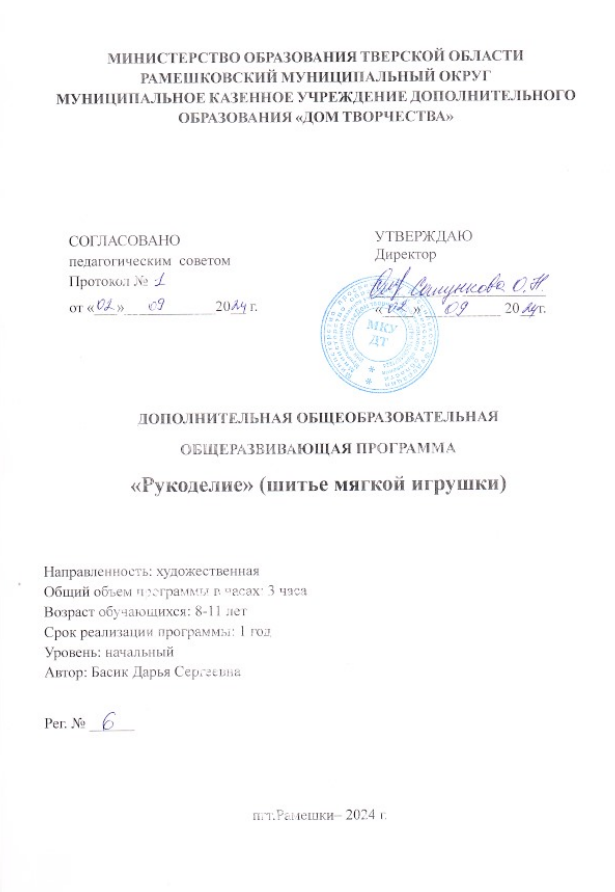 МИНИСТЕРСТВО ОБРАЗОВАНИЯ ТВЕРСКОЙ ОБЛАСТИ
РАМЕШКОВСКИЙ МУНИЦИПАЛЬНЫЙ ОКРУГ
МУНИЦИПАЛЬНОЕ КАЗЕННОЕ УЧРЕЖДЕНИЕ ДОПОЛНИТЕЛЬНОГО
ОБРАЗОВАНИЯ «ДОМ ТВОРЧЕСТВА»
СОГЛАСОВАНО
педагогическим советом
Протокол № 1
от «02» 09 2024 г.
УТВЕРЖДАЮ
Директор
Сапункова О.Н.
«02» 09 2024г.
МКУ
ДТ
ДОПОЛНИТЕЛЬНАЯ ОБЩЕОБРАЗОВАТЕЛЬНАЯ
ОБЩЕРАЗВИВАЮЩАЯ ПРОГРАММА
«Рукоделие» (шитье мягкой игрушки)
Направленность: художественная
Общий объем программы в часах: 3 часа
Возраст обучающихся: 8-11 лет
Срок реализации программы: 1 год
Уровень: начальный
Автор: Басик Дарья Сергеевна
Рег. № 6
пгт.Рамешки– 2024 г.